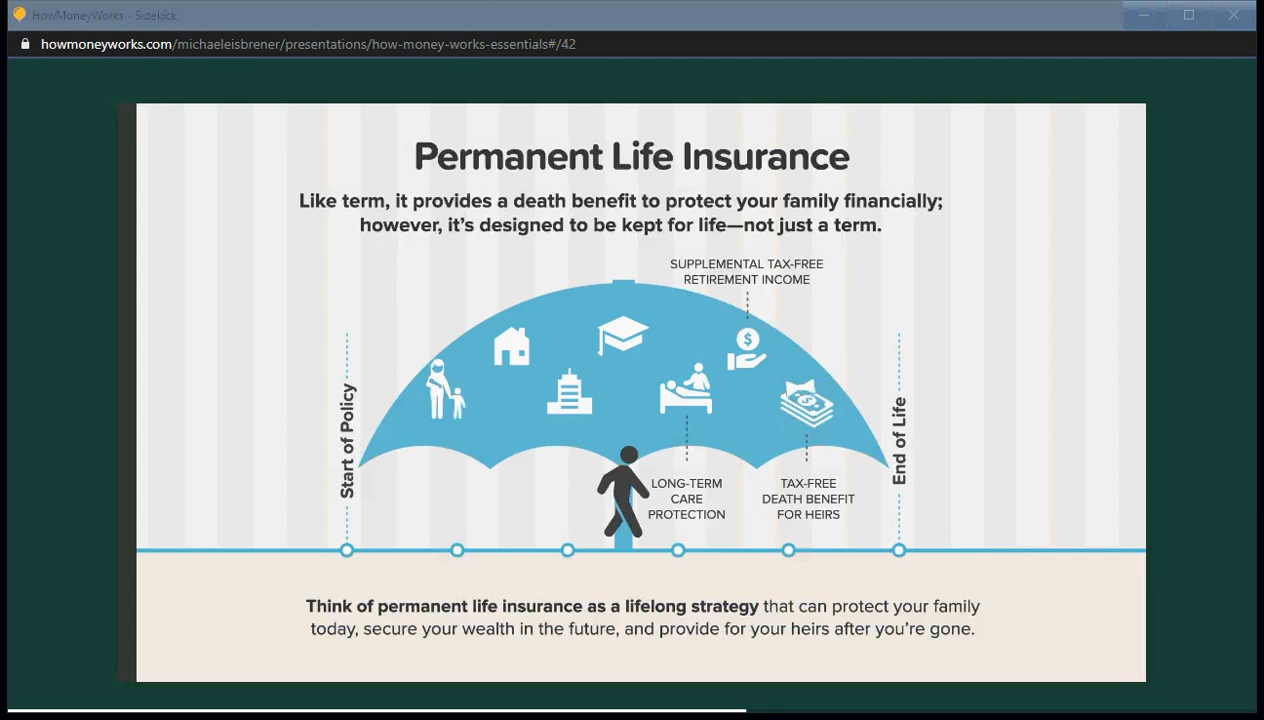 HowMoneyWorks - Sidekick
howmoneyworks.com/michaeleisbrener/presentations/how-money-works-essentials#/42
Permanent Life Insurance
Like term, it provides a death benefit to protect your family financially;
however, it’s designed to be kept for life—not just a term.
SUPPLEMENTAL TAX-FREE
RETIREMENT INCOME
$
$
Start of Policy
End of Life
LONG-TERM
CARE
PROTECTION
TAX-FREE
DEATH BENEFIT
FOR HEIRS
Think of permanent life insurance as a lifelong strategy that can protect your family
today, secure your wealth in the future, and provide for your heirs after you’re gone.